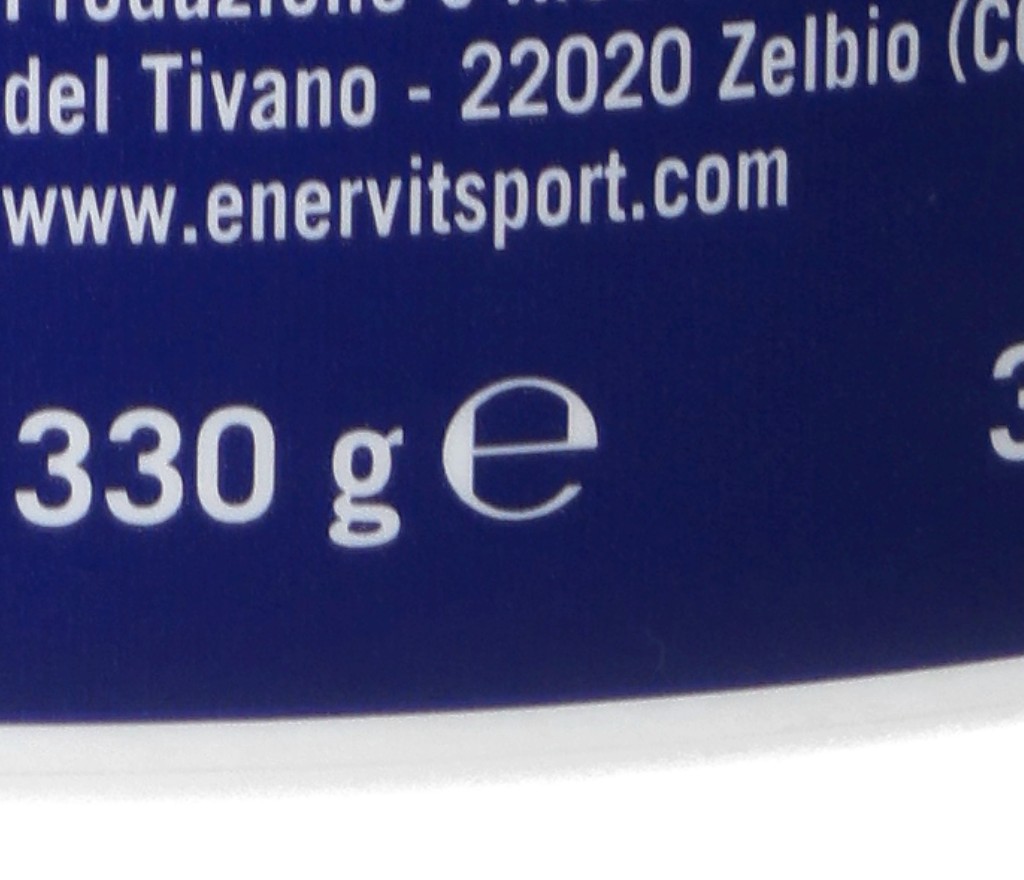 del Tivano - 22020 Zelbio
www.enervitsport.com
330 g ℮